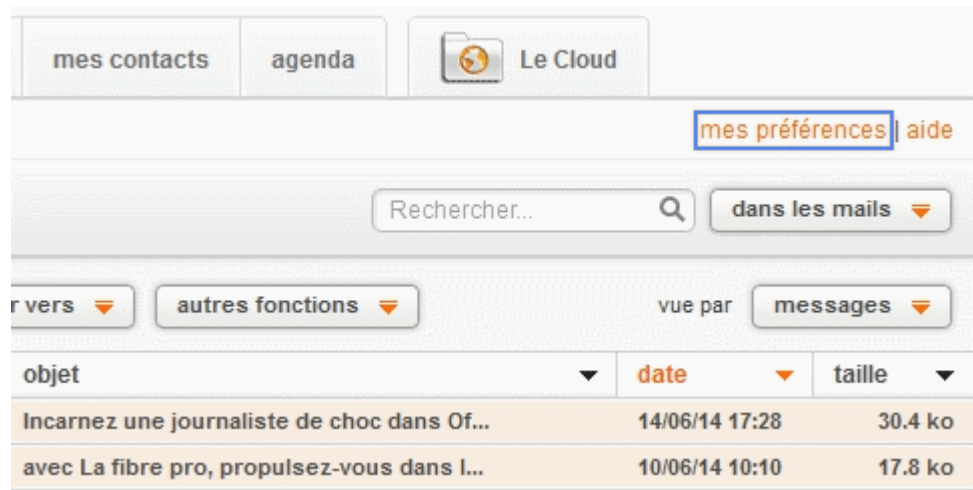 mes contacts agenda Le Cloud
mes préférences | aide
Rechercher... dans les mails
r vers autres fonctions vue par messages
objet date taille
Incarnez une journaliste de choc dans Of... 14/06/14 17:28 30.4 ko
avec La fibre pro, propulsez-vous dans l... 10/06/14 10:10 17.8 ko